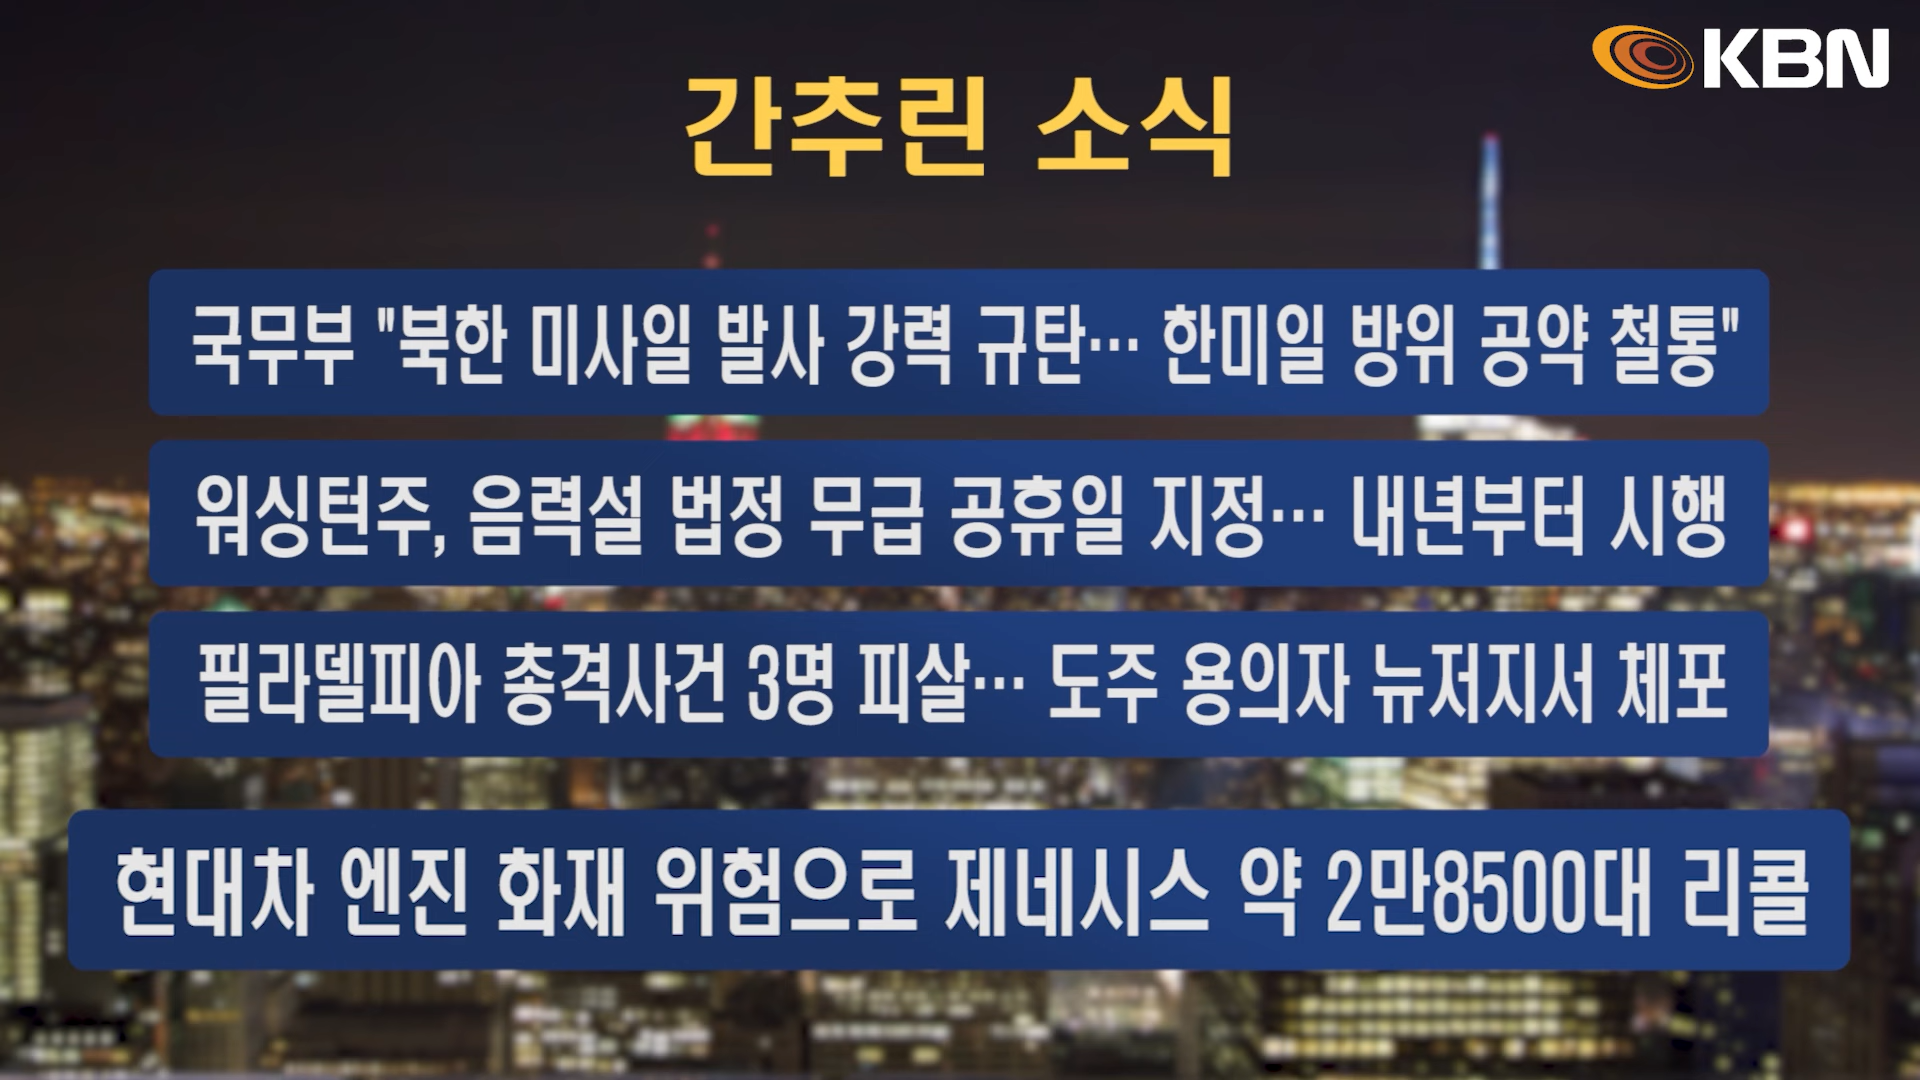 KBN
간추린 소식
국무부 "북한 미사일 발사 강력 규탄… 한미일 방위 공약 철통"
워싱턴주, 음력설 법정 무급 공휴일 지정… 내년부터 시행
필라델피아 총격사건 3명 피살… 도주 용의자 뉴저지서 체포
현대차 엔진 화재 위험으로 제네시스 약 2만8500대 리콜